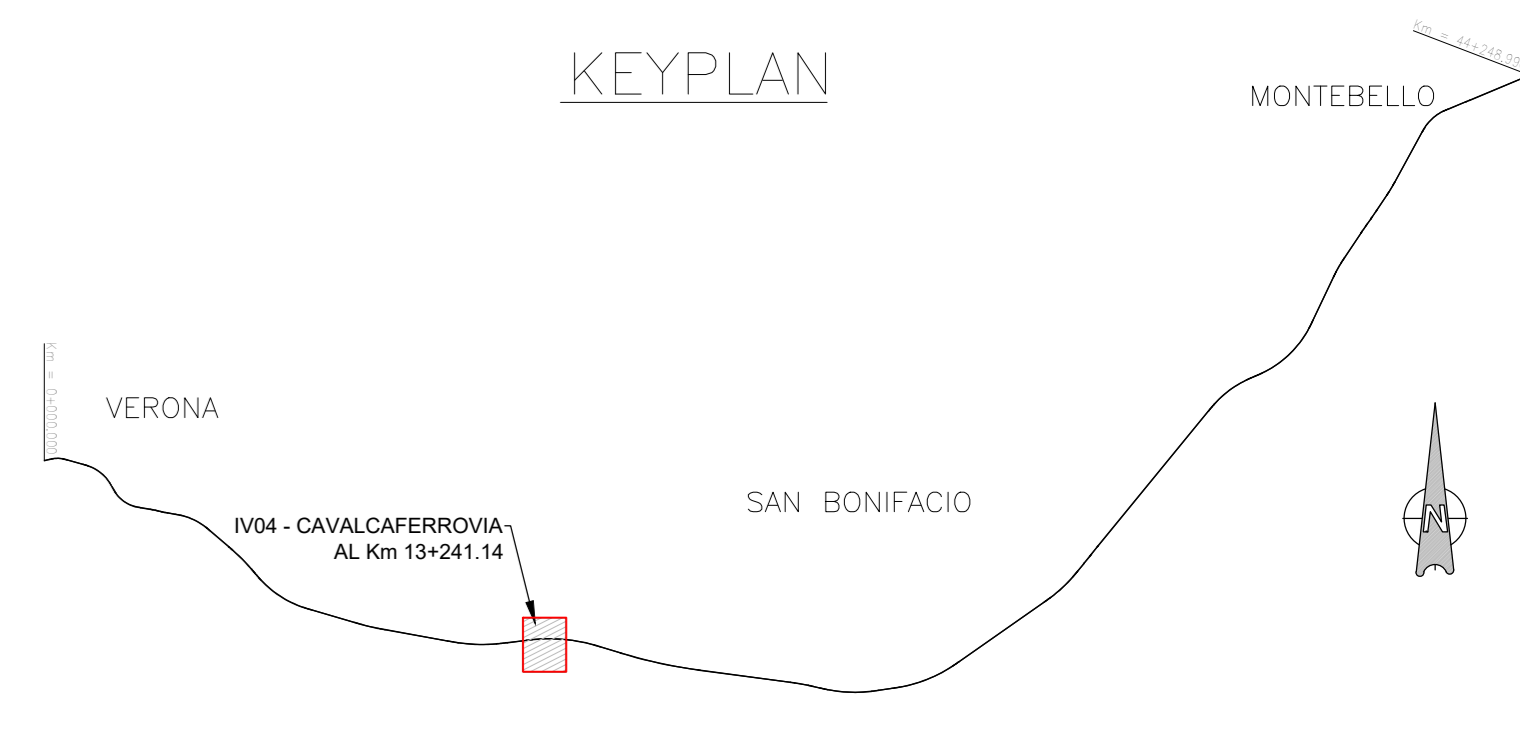 KEYPLAN
Km = 44+248.99
MONTEBELLO
Km = 0+000.000
VERONA
SAN BONIFACIO
IV04 - CAVALCAFERROVIA
AL Km 13+241.14
N